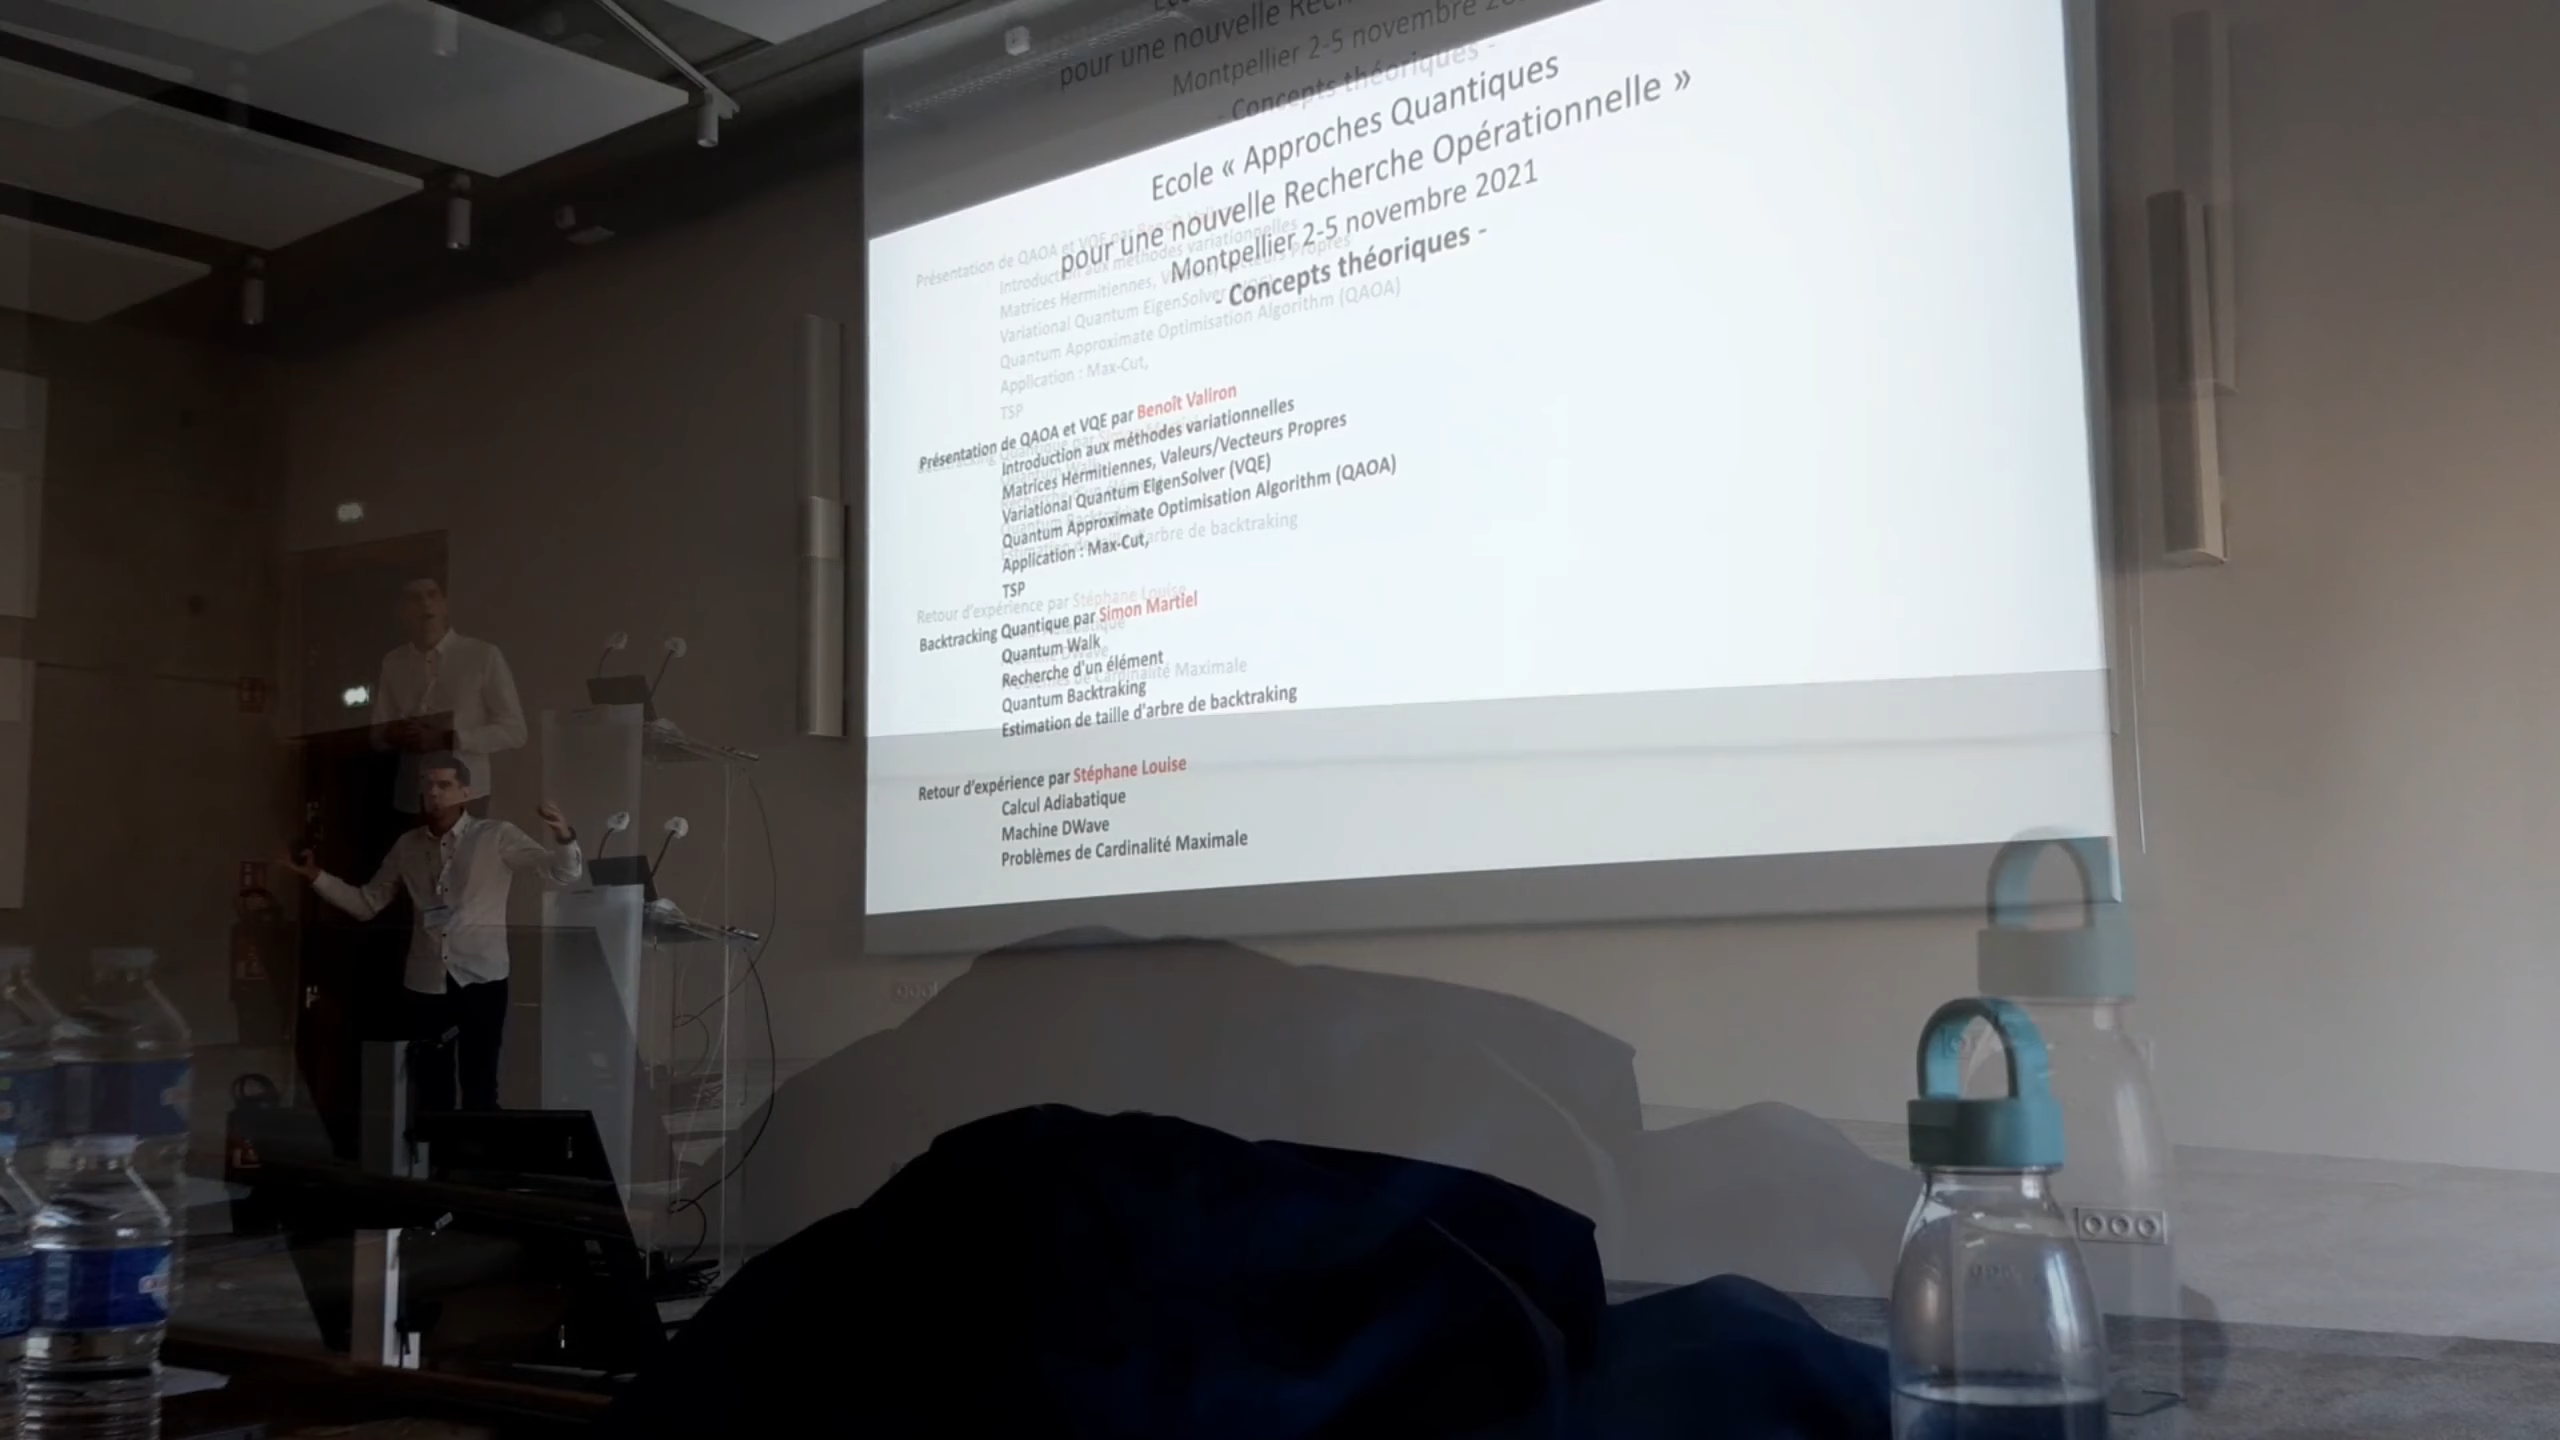 Ecole « Approches Quantiques
pour une nouvelle Recherche Opérationnelle »
Montpellier 2-5 novembre 2021
- Concepts théoriques -
Présentation de QAOA et VQE par Benoît Valiron
Introduction aux méthodes variationnelles
Matrices Hermitiennes, Valeurs/Vecteurs Propres
Variational Quantum EigenSolver (VQE)
Quantum Approximate Optimisation Algorithm (QAOA)
Application : Max-Cut,
TSP
Backtracking Quantique par Simon Martiel
Quantum Walk
Recherche d'un élément
Quantum Backtraking
Estimation de taille d'arbre de backtraking
Retour d'expérience par Stéphane Louise
Calcul Adiabatique
Machine DWave
Problèmes de Cardinalité Maximale